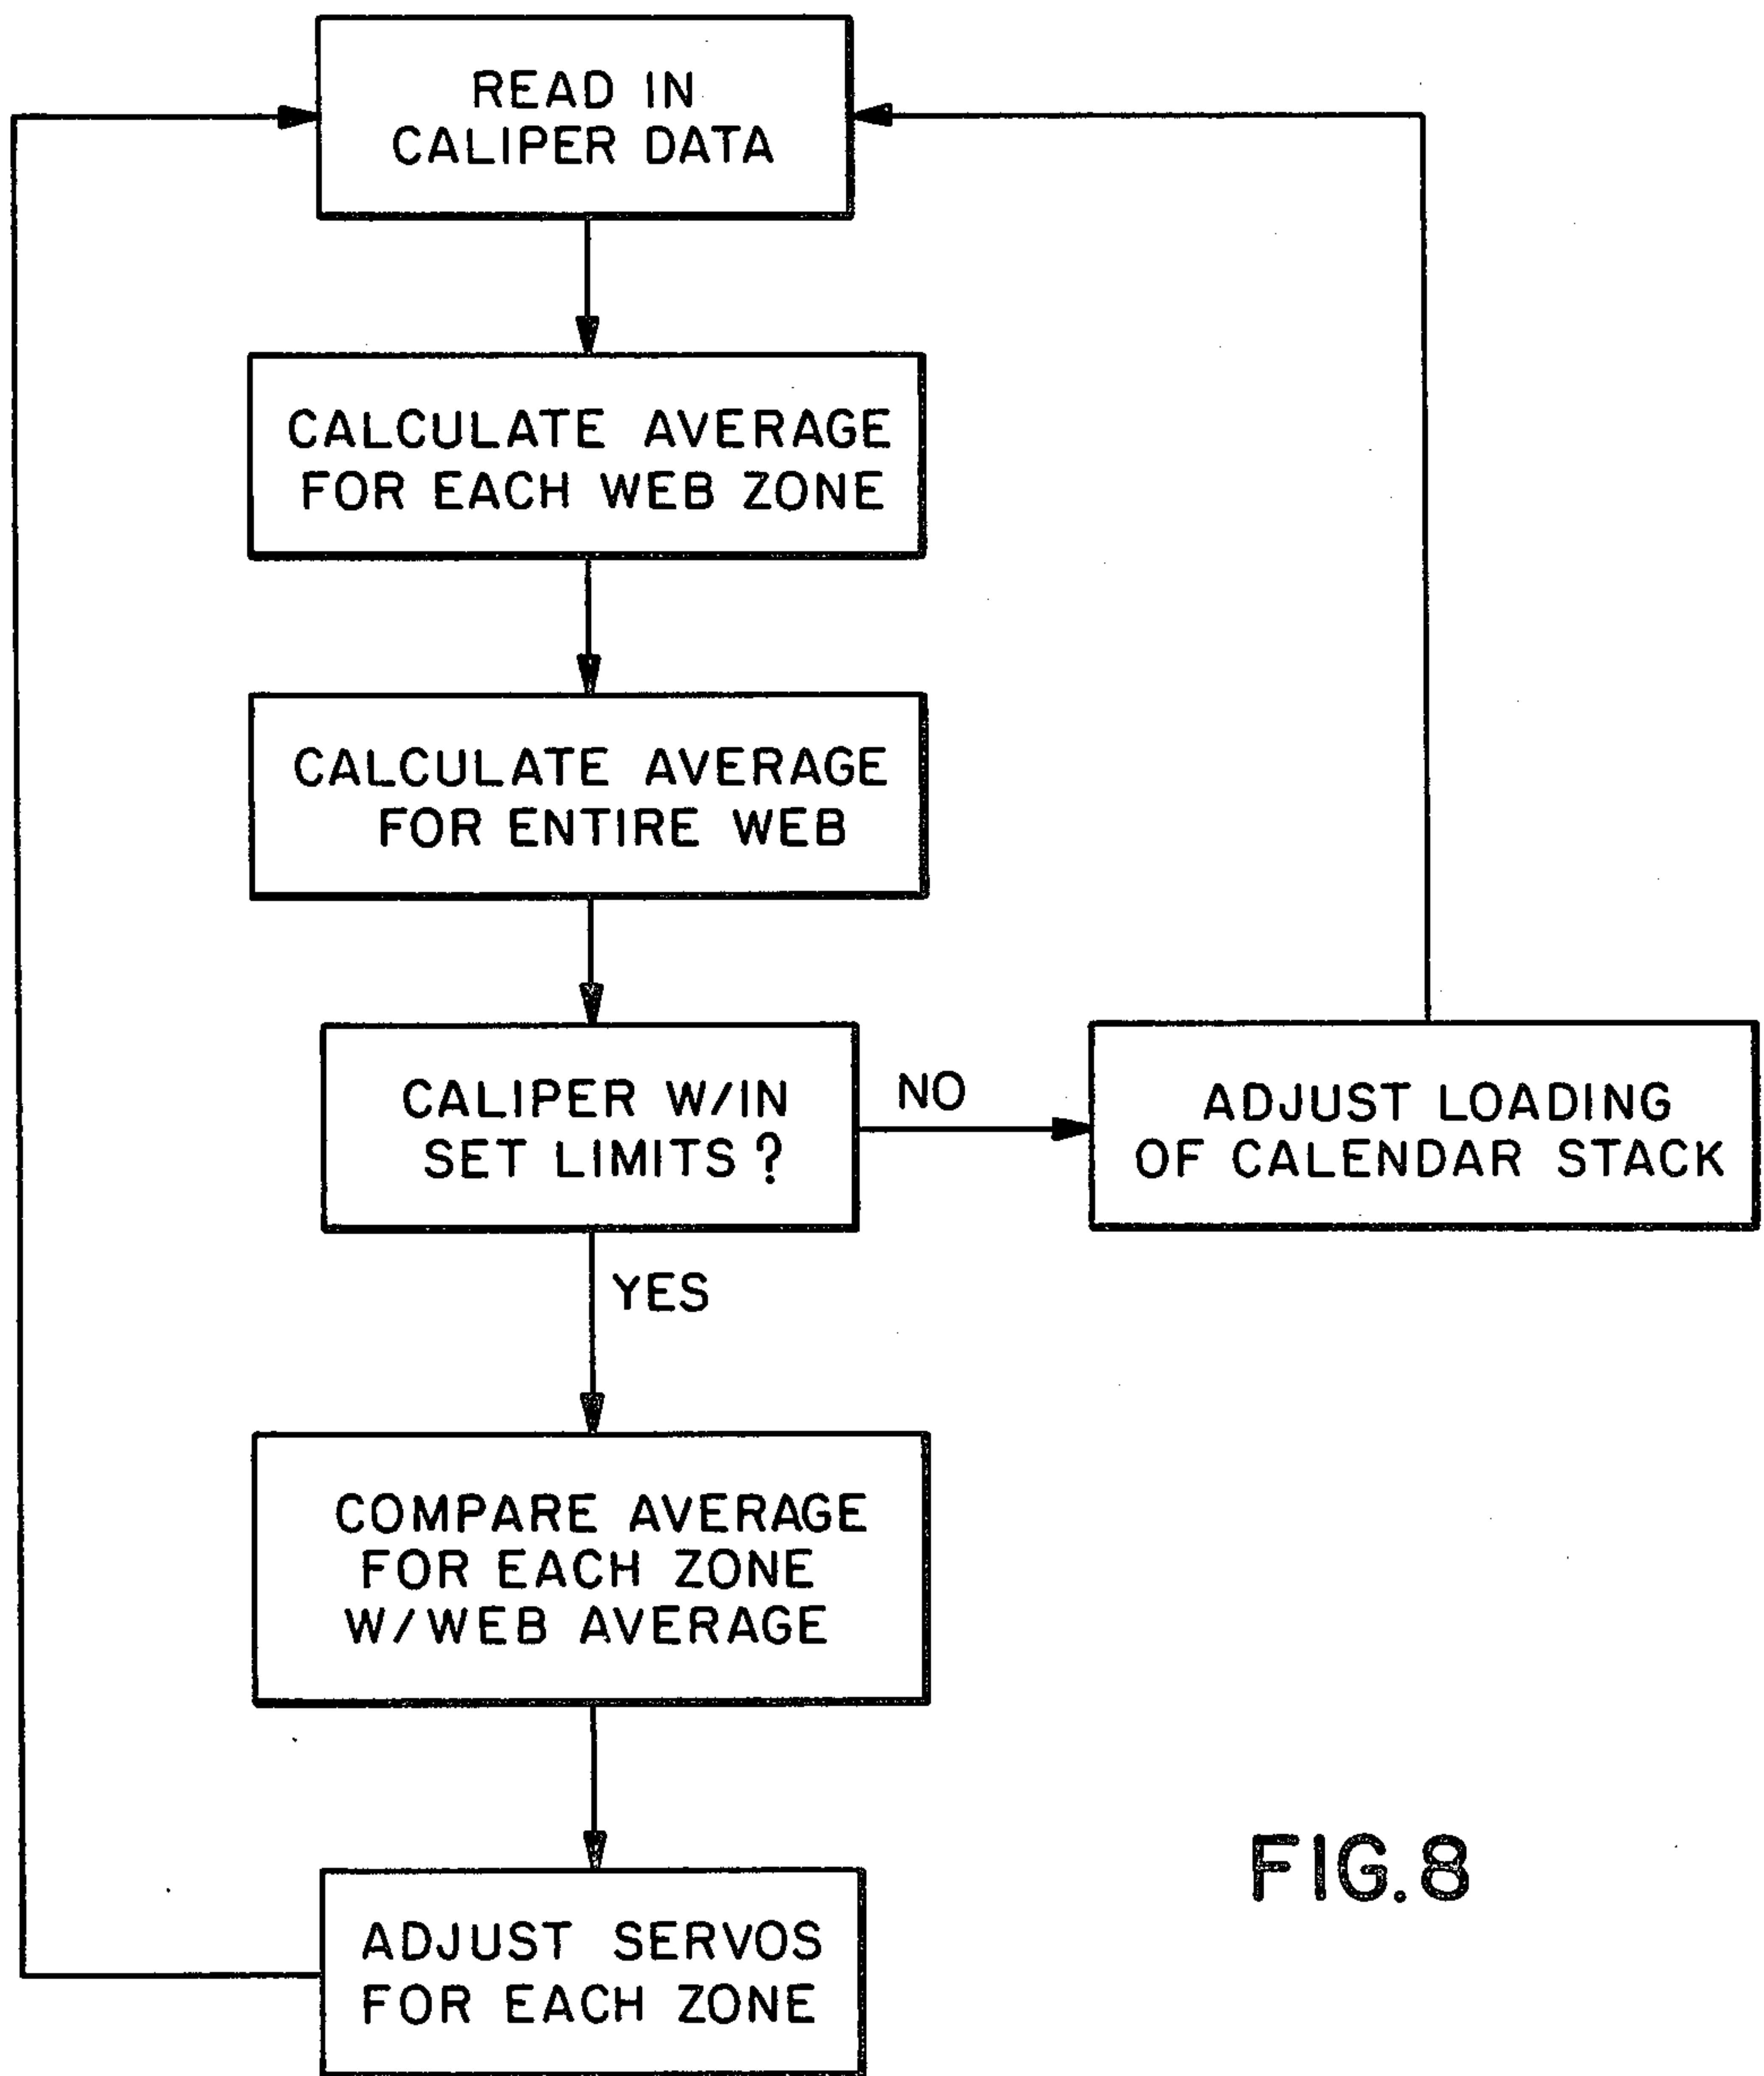 READ IN
CALIPER DATA
CALCULATE AVERAGE
FOR EACH WEB ZONE
CALCULATE AVERAGE
FOR ENTIRE WEB
CALIPER W/IN
SET LIMITS ?
NO
ADJUST LOADING
OF CALENDAR STACK
YES
COMPARE AVERAGE
FOR EACH ZONE
W/WEB AVERAGE
ADJUST SERVOS
FOR EACH ZONE
FIG. 8